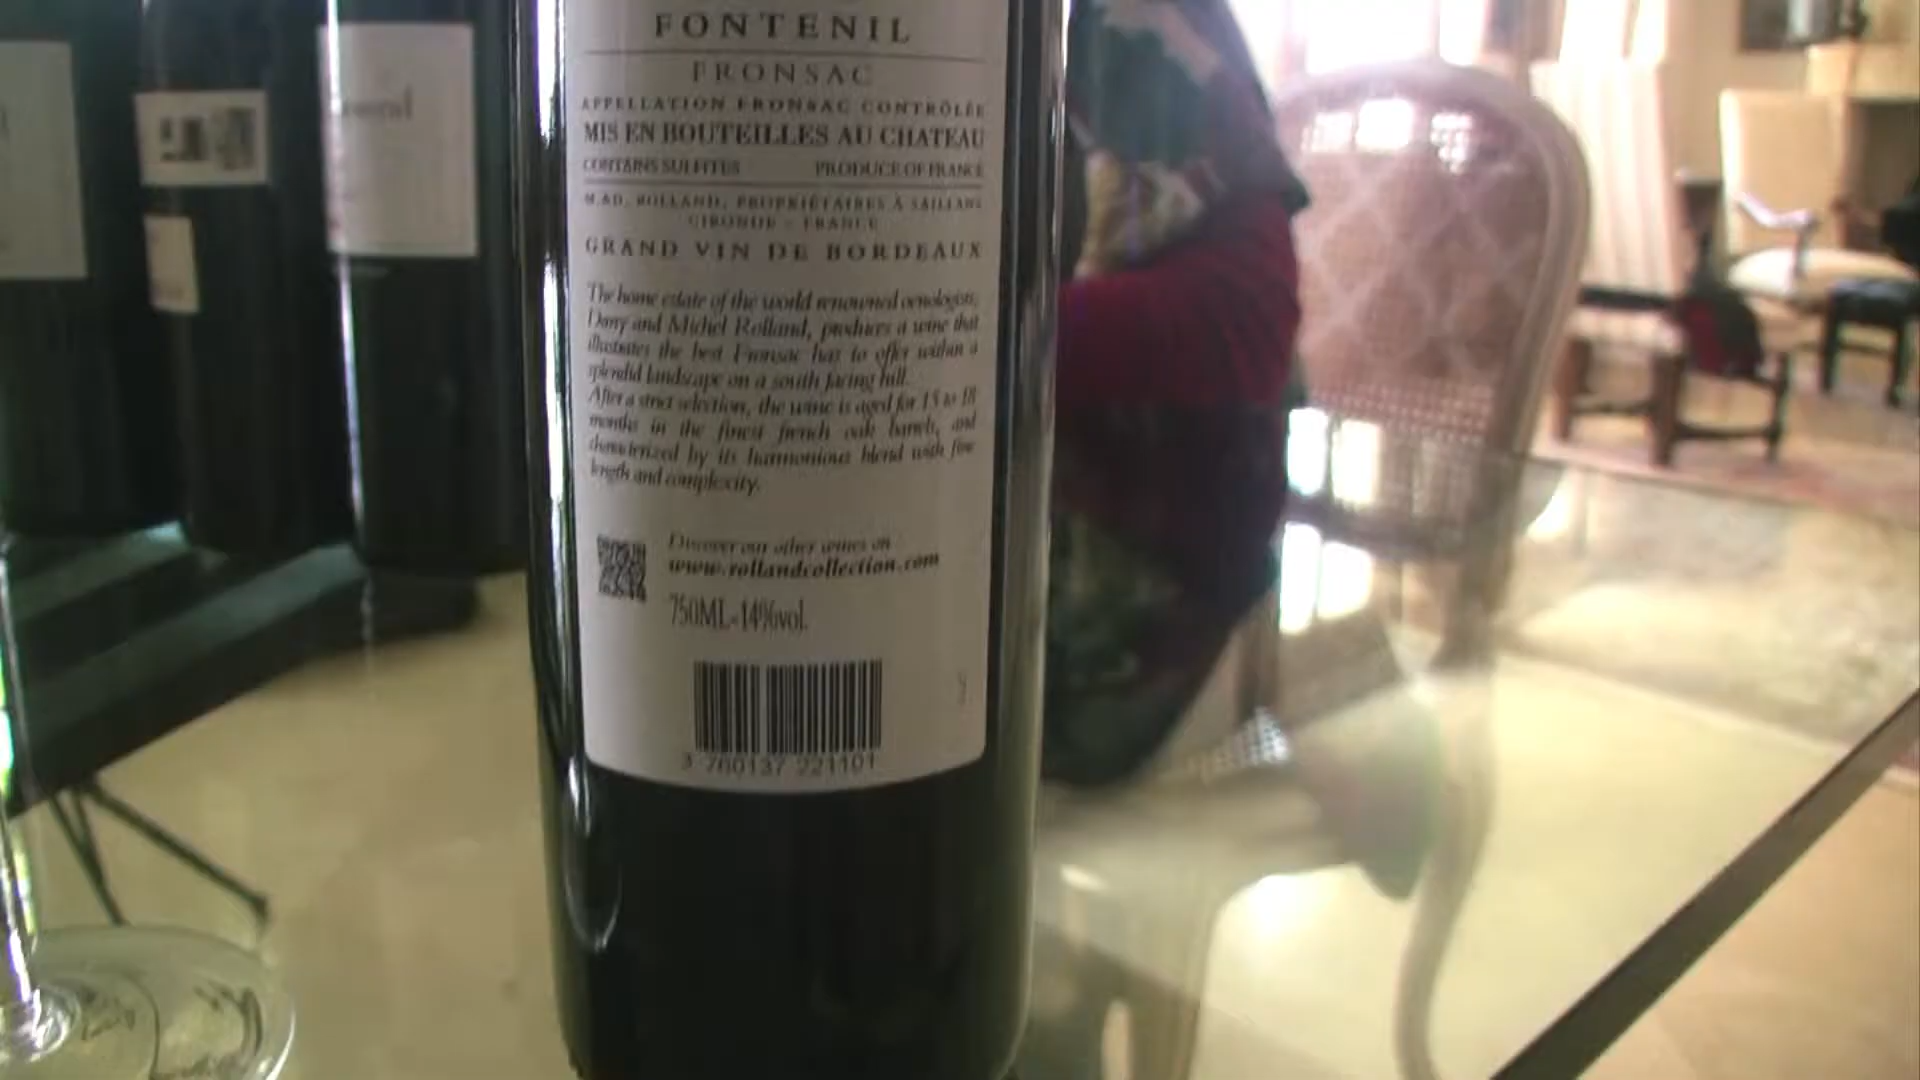 FONTENIL
FRONSAC
APPELLATION FRONSAC CONTRÔLÉE
MIS EN BOUTEILLES AU CHATEAU
CONTAINS SULFITES PRODUCE OF FRANCE
M.&D. ROLLAND, PROPRIÉTAIRES À SAILLANS
GIRONDE - FRANCE
GRAND VIN DE BORDEAUX
The home estate of the world renowned oenologists,
Dany and Michel Rolland, produces a wine that
illustrates the best Fronsac has to offer within a
splendid landscape on a south facing hill.
After a strict selection, the wine is aged for 15 to 18
months in the finest french oak barrels, and
characterized by its harmonious blend with fine
length and complexity.
Discover our other wines on
www.rollandcollection.com
750ML-14%vol.
3 760137 221101